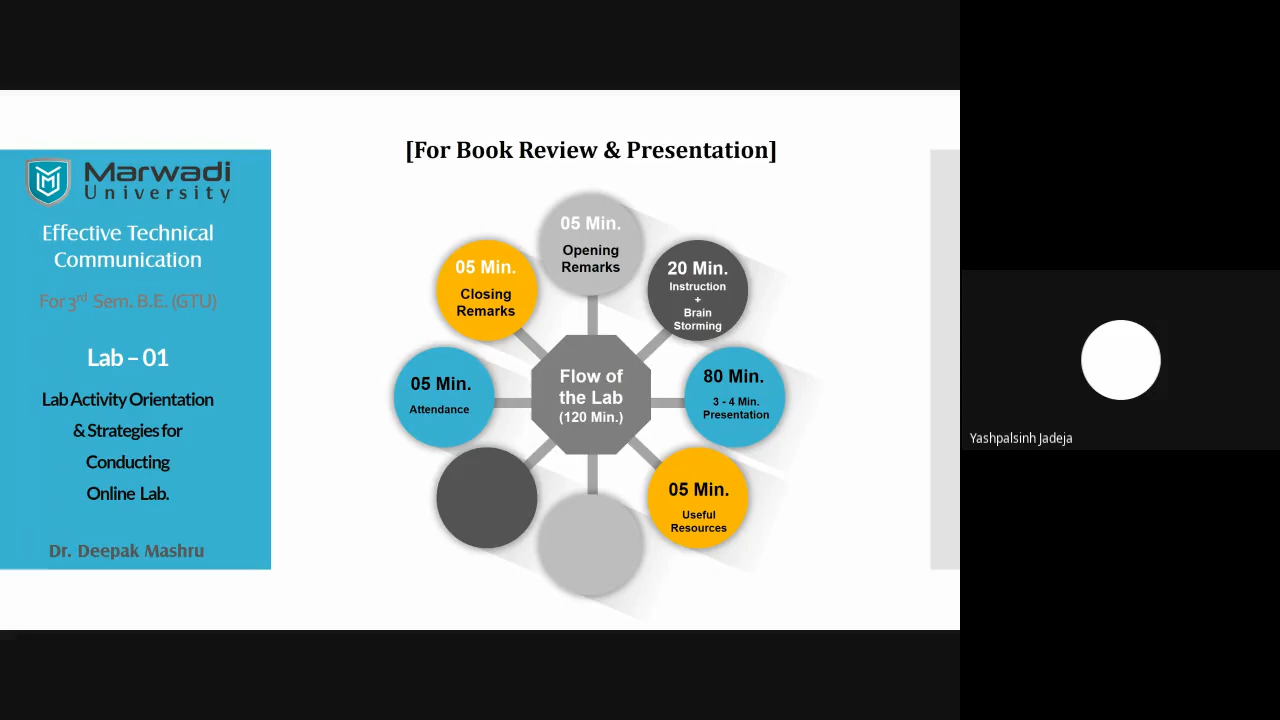 [For Book Review & Presentation]
Marwadi
University
Effective Technical
Communication
For 3rd Sem. B.E. (GTU)
Lab – 01
Lab Activity Orientation
& Strategies for
Conducting
Online Lab.
Dr. Deepak Mashru
05 Min.
Opening
Remarks
20 Min.
Instruction
+
Brain
Storming
80 Min.
3 - 4 Min.
Presentation
05 Min.
Useful
Resources
05 Min.
Attendance
05 Min.
Closing
Remarks
Flow of
the Lab
(120 Min.)
Yashpalsinh Jadeja